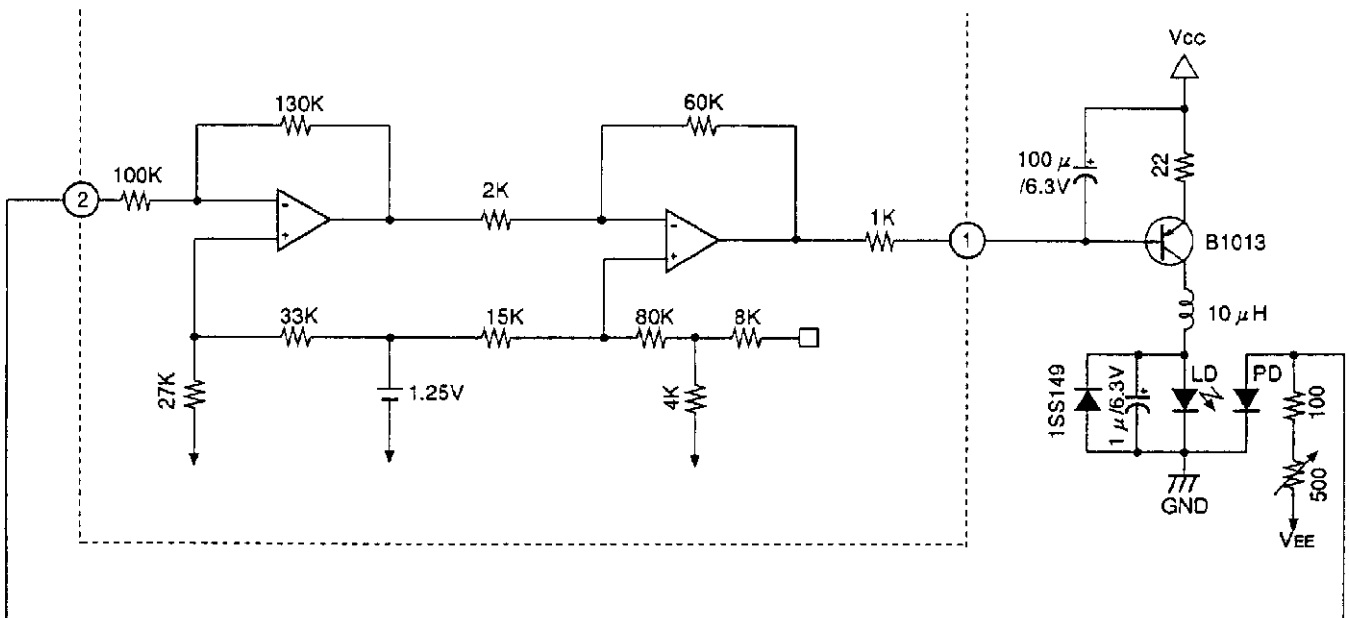 Vcc
130K
60K
100 μ
/6.3V
22
100K
2
-
+
2K
-
+
1K
1
B1013
10 μH
33K
15K
80K
8K
27K
1.25V
4K
1SS149
1 μ/6.3V
LD
PD
100
500
GND
VEE